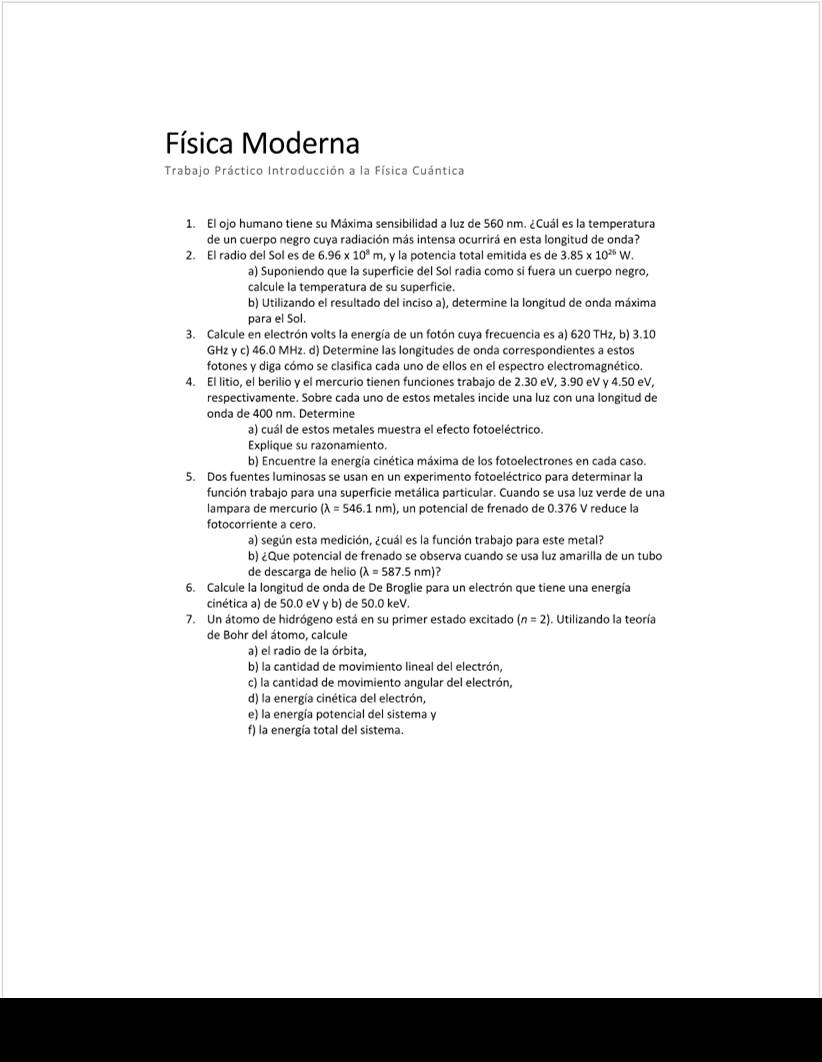 Física Moderna
Trabajo Práctico Introducción a la Física Cuántica
1. El ojo humano tiene su Máxima sensibilidad a luz de 560 nm. ¿Cuál es la temperatura
de un cuerpo negro cuya radiación más intensa ocurrirá en esta longitud de onda?
2. El radio del Sol es de 6.96 x 10⁸ m, y la potencia total emitida es de 3.85 x 10²⁶ W.
a) Suponiendo que la superficie del Sol radia como si fuera un cuerpo negro,
calcule la temperatura de su superficie.
b) Utilizando el resultado del inciso a), determine la longitud de onda máxima
para el Sol.
3. Calcule en electrón volts la energía de un fotón cuya frecuencia es a) 620 THz, b) 3.10
GHz y c) 46.0 MHz. d) Determine las longitudes de onda correspondientes a estos
fotones y diga cómo se clasifica cada uno de ellos en el espectro electromagnético.
4. El litio, el berilio y el mercurio tienen funciones trabajo de 2.30 eV, 3.90 eV y 4.50 eV,
respectivamente. Sobre cada uno de estos metales incide una luz con una longitud de
onda de 400 nm. Determine
a) cuál de estos metales muestra el efecto fotoeléctrico.
Explique su razonamiento.
b) Encuentre la energía cinética máxima de los fotoelectrones en cada caso.
5. Dos fuentes luminosas se usan en un experimento fotoeléctrico para determinar la
función trabajo para una superficie metálica particular. Cuando se usa luz verde de una
lampara de mercurio (λ = 546.1 nm), un potencial de frenado de 0.376 V reduce la
fotocorriente a cero.
a) según esta medición, ¿cuál es la función trabajo para este metal?
b) ¿Que potencial de frenado se observa cuando se usa luz amarilla de un tubo
de descarga de helio (λ = 587.5 nm)?
6. Calcule la longitud de onda de De Broglie para un electrón que tiene una energía
cinética a) de 50.0 eV y b) de 50.0 keV.
7. Un átomo de hidrógeno está en su primer estado excitado (n = 2). Utilizando la teoría
de Bohr del átomo, calcule
a) el radio de la órbita,
b) la cantidad de movimiento lineal del electrón,
c) la cantidad de movimiento angular del electrón,
d) la energía cinética del electrón,
e) la energía potencial del sistema y
f) la energía total del sistema.